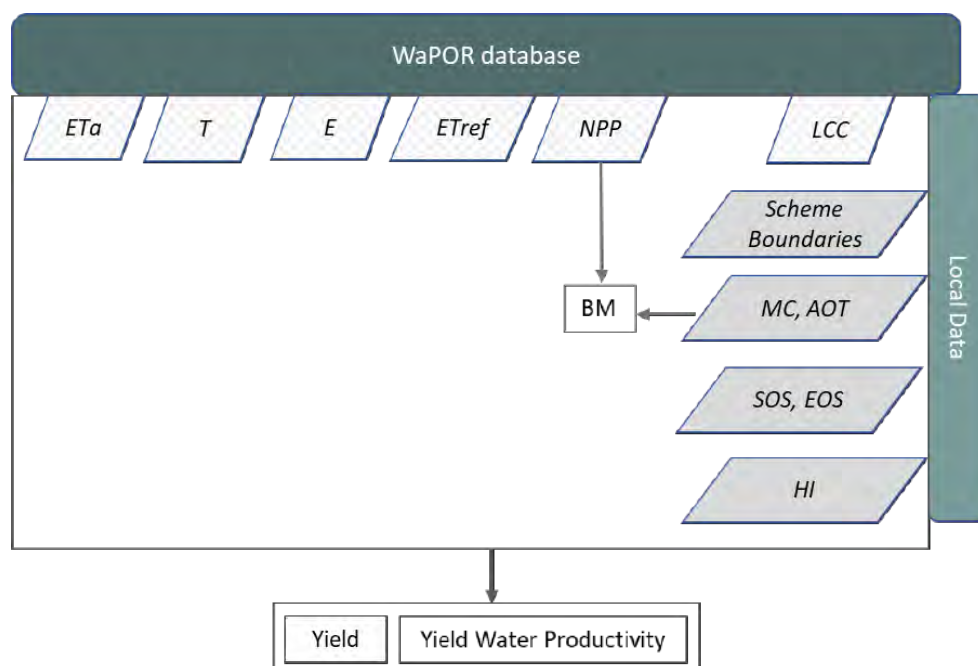 WaPOR database
ETa
T
E
ETref
NPP
LCC
Scheme
Boundaries
BM
MC, AOT
SOS, EOS
HI
Local Data
Yield
Yield Water Productivity